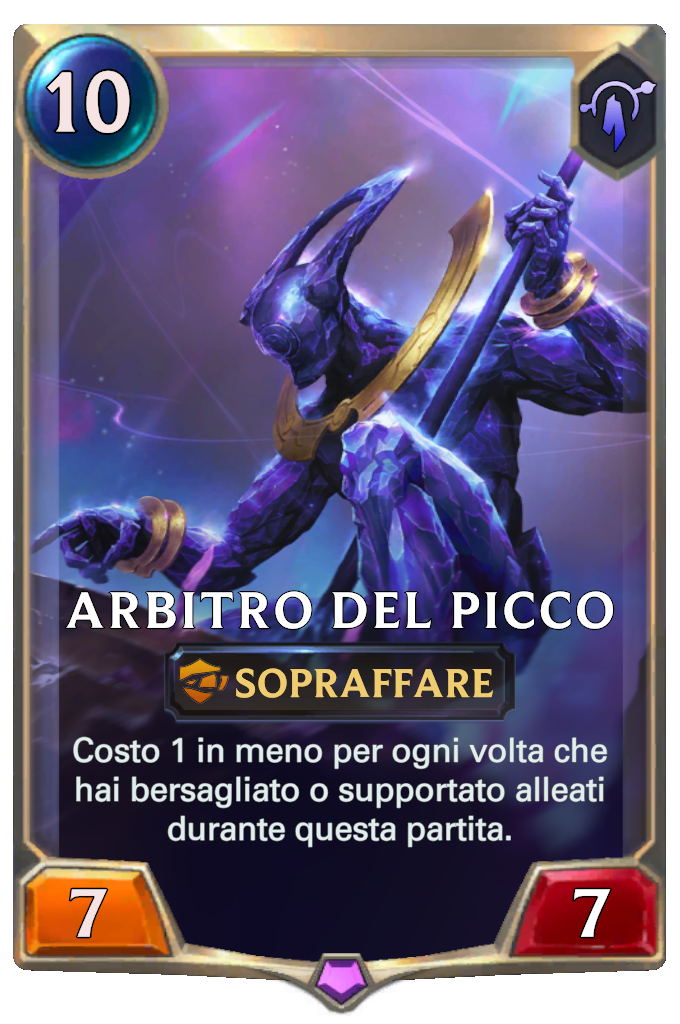 10
ARBITRO DEL PICCO
SOPRAFFARE
Costo 1 in meno per ogni volta che
hai bersagliato o supportato alleati
durante questa partita.
7
7